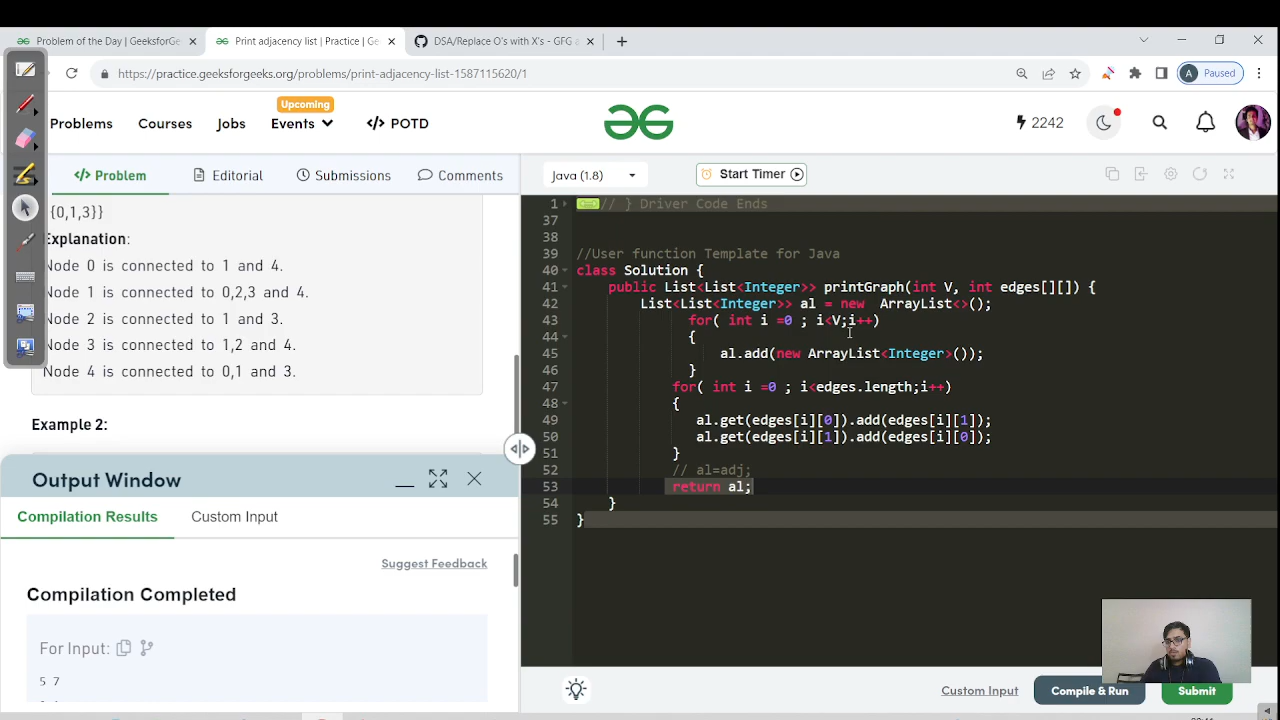 Problem of the Day | GeeksforGeeks
Print adjacency list | Practice | Ge
DSA/Replace O's with X's - GFG a
https://practice.geeksforgeeks.org/problems/print-adjacency-list-1587115620/1
A Paused
Upcoming
Problems Courses Jobs Events </> POTD
2242
</> Problem Editorial Submissions Comments
{0,1,3}}
Explanation:
Node 0 is connected to 1 and 4.
Node 1 is connected to 0,2,3 and 4.
Node 2 is connected to 1 and 3.
Node 3 is connected to 1,2 and 4.
Node 4 is connected to 0,1 and 3.
Example 2:
Output Window
Compilation Results Custom Input
Suggest Feedback
Compilation Completed
For Input:
5 7
Java (1.8) Start Timer
1 // } Driver Code Ends
37
38
39 //User function Template for Java
40 class Solution {
41 public List<List<Integer>> printGraph(int V, int edges[][]) {
42 List<List<Integer>> al = new ArrayList<>();
43 for( int i =0 ; i<V;i++)
44 {
45 al.add(new ArrayList<Integer>());
46 }
47 for( int i =0 ; i<edges.length;i++)
48 {
49 al.get(edges[i][0]).add(edges[i][1]);
50 al.get(edges[i][1]).add(edges[i][0]);
51 }
52 // al=adj;
53 return al;
54 }
55 }
Custom Input Compile & Run Submit